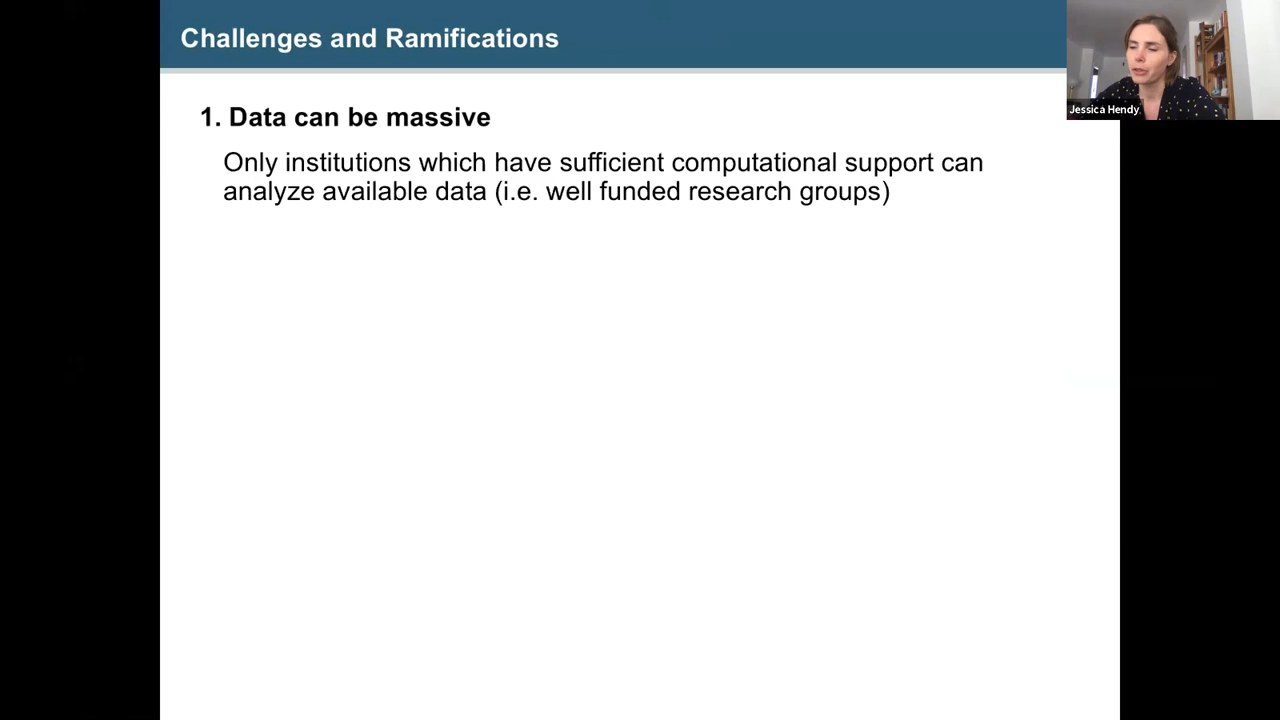 Challenges and Ramifications
Jessica Hendy
1. Data can be massive
Only institutions which have sufficient computational support can
analyze available data (i.e. well funded research groups)